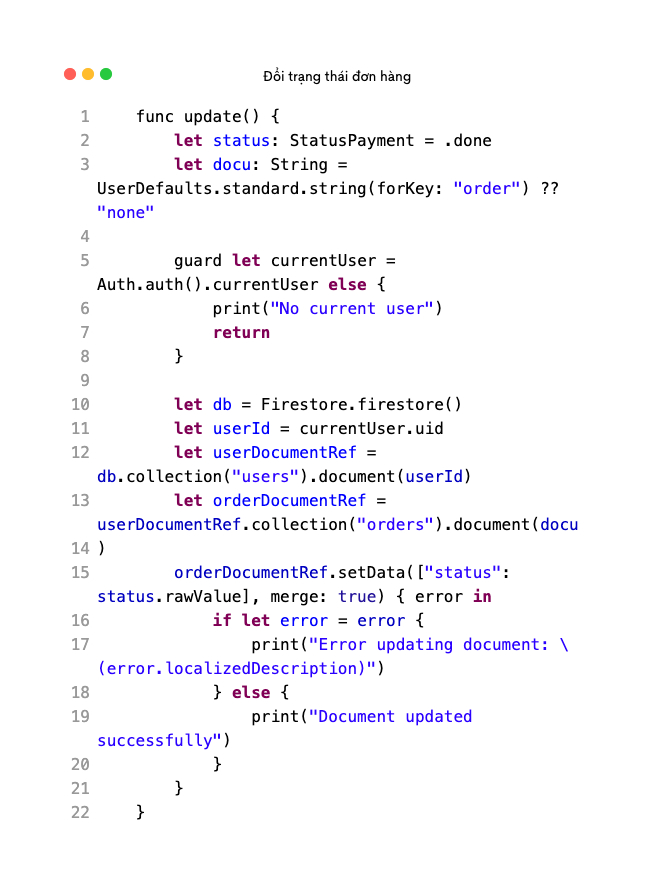 Đổi trạng thái đơn hàng
1 func update() {
2 let status: StatusPayment = .done
3 let docu: String =
UserDefaults.standard.string(forKey: "order") ??
"none"
4
5 guard let currentUser =
Auth.auth().currentUser else {
6 print("No current user")
7 return
8 }
9
10 let db = Firestore.firestore()
11 let userId = currentUser.uid
12 let userDocumentRef =
db.collection("users").document(userId)
13 let orderDocumentRef =
userDocumentRef.collection("orders").document(docu
14 )
15 orderDocumentRef.setData(["status":
status.rawValue], merge: true) { error in
16 if let error = error {
17 print("Error updating document: \
(error.localizedDescription)")
18 } else {
19 print("Document updated
successfully")
20 }
21 }
22 }